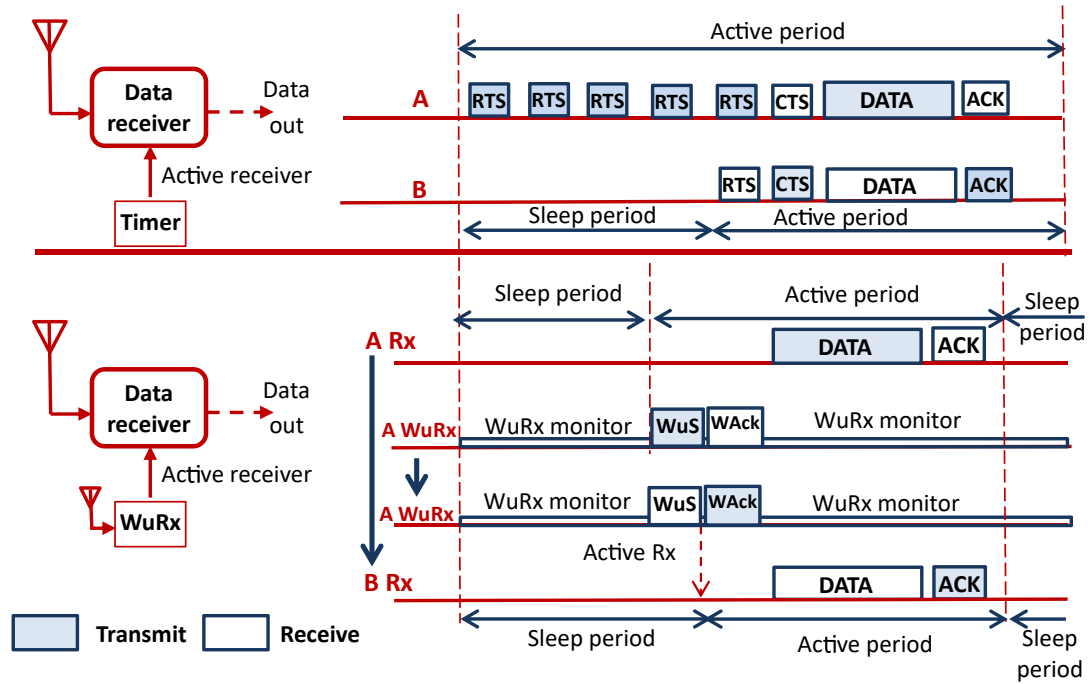 Active period
Data
receiver
Data
out
A
RTS
RTS
RTS
RTS
RTS
CTS
DATA
ACK
Active receiver
Timer
B
RTS
CTS
DATA
ACK
Sleep period
Active period
Sleep period
Active period
Sleep
period
A Rx
DATA
ACK
Data
receiver
Data
out
Active receiver
WuRx
A WuRx
WuRx monitor
WuS
WAck
WuRx monitor
A WuRx
WuRx monitor
WuS
WAck
WuRx monitor
Active Rx
B Rx
DATA
ACK
Transmit
Receive
Sleep period
Active period
Sleep
period